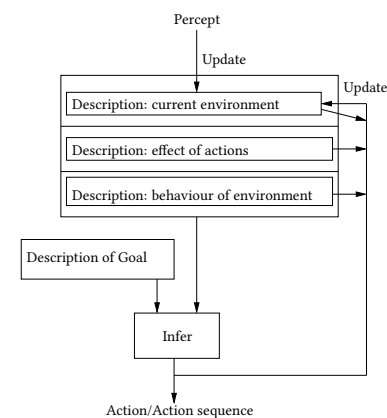 Percept
Update
Update
Description: current environment
Description: effect of actions
Description: behaviour of environment
Description of Goal
Infer
Action/Action sequence